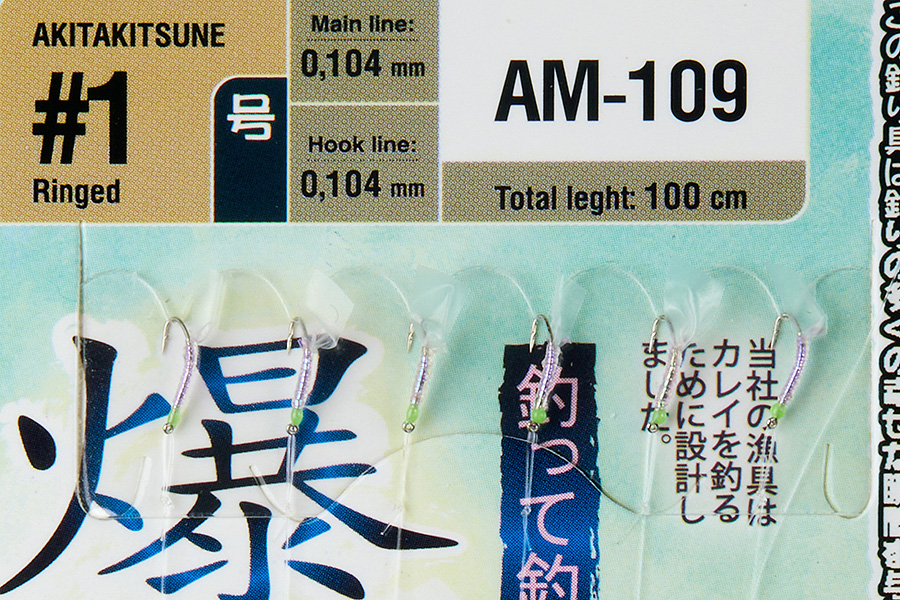 AKITAKITSUNE
#1
Ringed
号
Main line:
0,104 mm
Hook line:
0,104 mm
AM-109
Total leght: 100 cm
爆
釣って釣
当社の漁具は
カレイを釣る
ために設計し
ました。